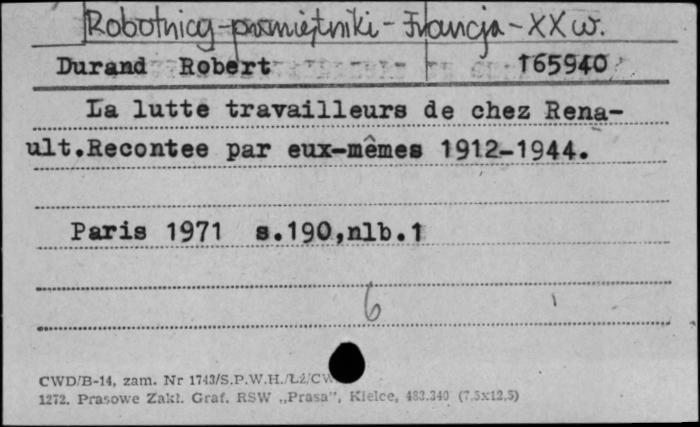 Robotnicy - pamiętniki - Francja - XX w.
Durand Robert 165940
La lutte travailleurs de chez Rena-
ult.Recontee par eux-mêmes 1912-1944.
Paris 1971 s.190,nlb.1
6
CWD/B-14, zam. Nr 1743/S.P.W.H./Łź/CW
1272. Prasowe Zakł. Graf. RSW „Prasa", Kielce, 483.340 (7,5x12,5)